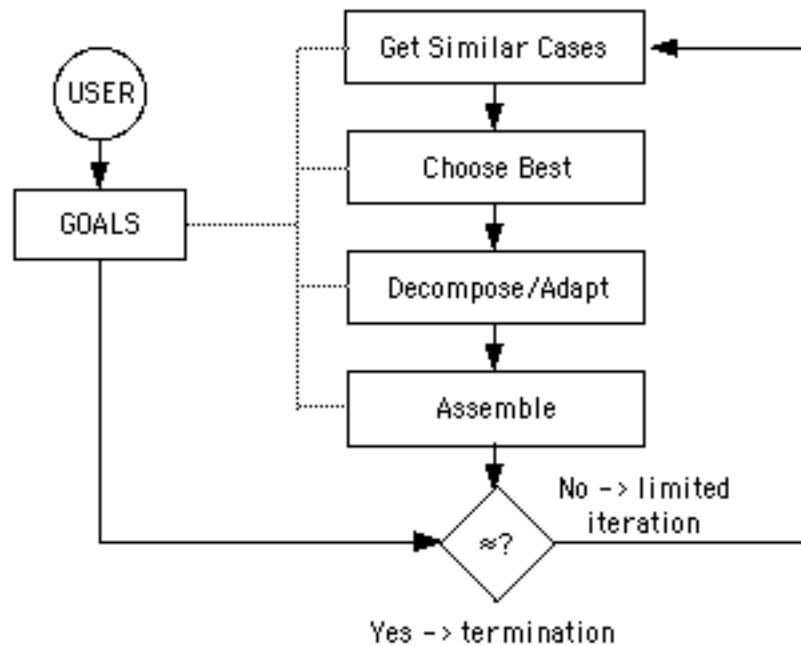 Get Similar Cases
USER
Choose Best
GOALS
Decompose/Adapt
Assemble
No -> limited
iteration
≈?
Yes -> termination